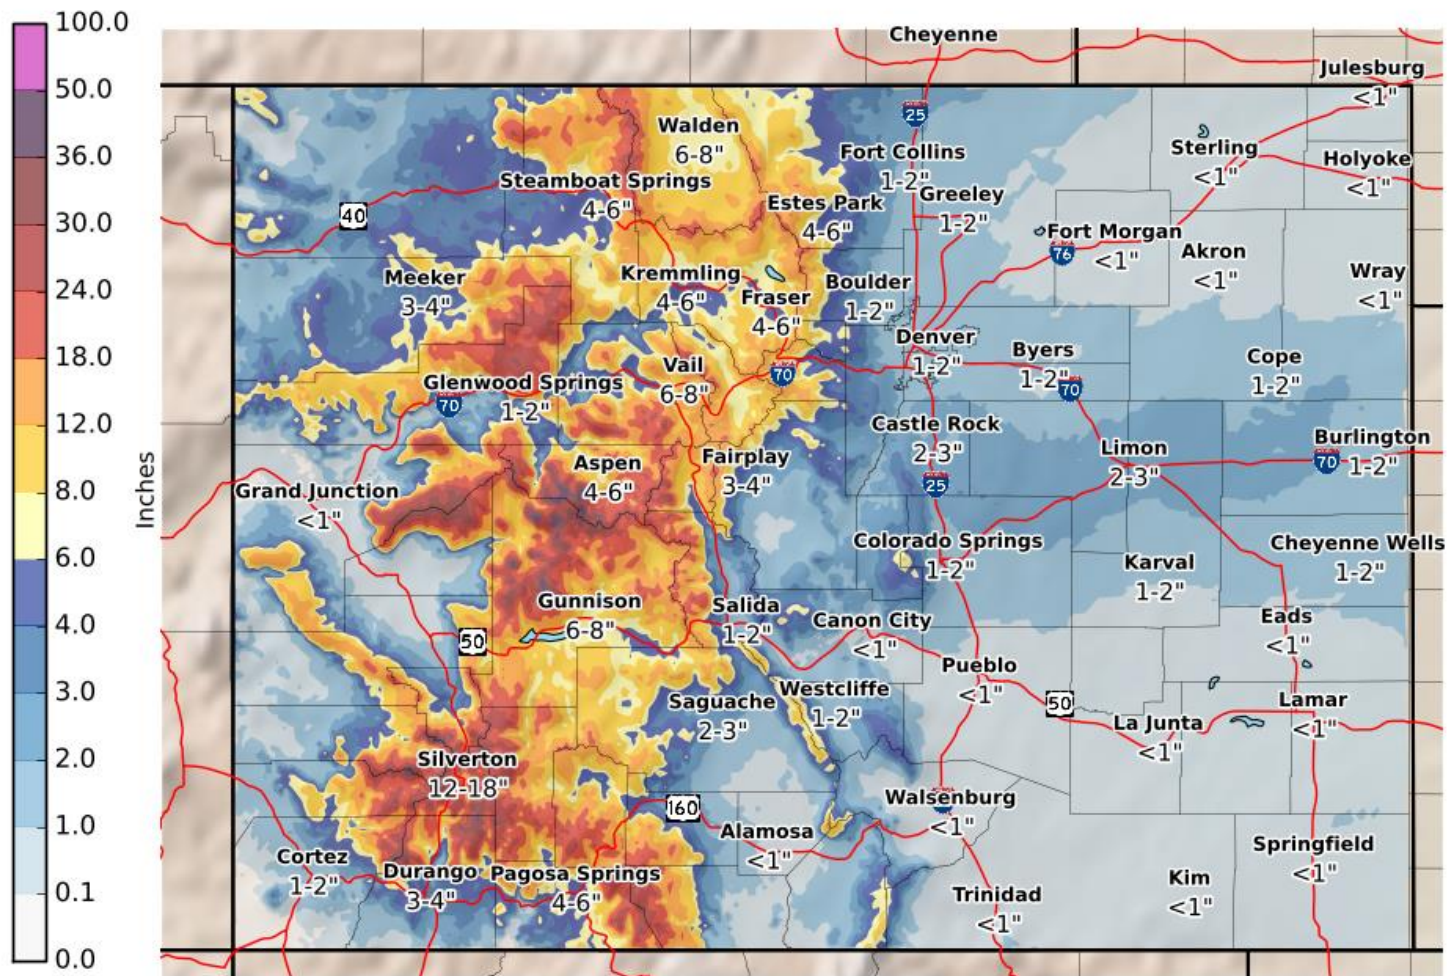 100.0
50.0
36.0
30.0
24.0
18.0
12.0
8.0
6.0
4.0
3.0
2.0
1.0
0.1
0.0
Inches
Cheyenne
Julesburg
<1"
25
Walden
6-8"
Fort Collins
1-2"
Sterling
<1"
Holyoke
<1"
Steamboat Springs
4-6"
40
Estes Park
4-6"
Greeley
1-2"
Fort Morgan
<1"
76
Akron
<1"
Wray
<1"
Meeker
3-4"
Kremmling
4-6"
Fraser
4-6"
Boulder
1-2"
Denver
1-2"
Byers
1-2"
70
Cope
1-2"
Vail
6-8"
70
Glenwood Springs
1-2"
70
Castle Rock
2-3"
25
Limon
2-3"
Burlington
1-2"
70
Aspen
4-6"
Fairplay
3-4"
Grand Junction
<1"
Colorado Springs
1-2"
Karval
1-2"
Cheyenne Wells
1-2"
Gunnison
6-8"
50
Salida
1-2"
Canon City
<1"
Eads
<1"
Pueblo
<1"
50
Saguache
2-3"
Westcliffe
1-2"
La Junta
<1"
Lamar
<1"
Silverton
12-18"
160
Walsenburg
<1"
Alamosa
<1"
Springfield
<1"
Cortez
1-2"
Durango
3-4"
Pagosa Springs
4-6"
Trinidad
<1"
Kim
<1"